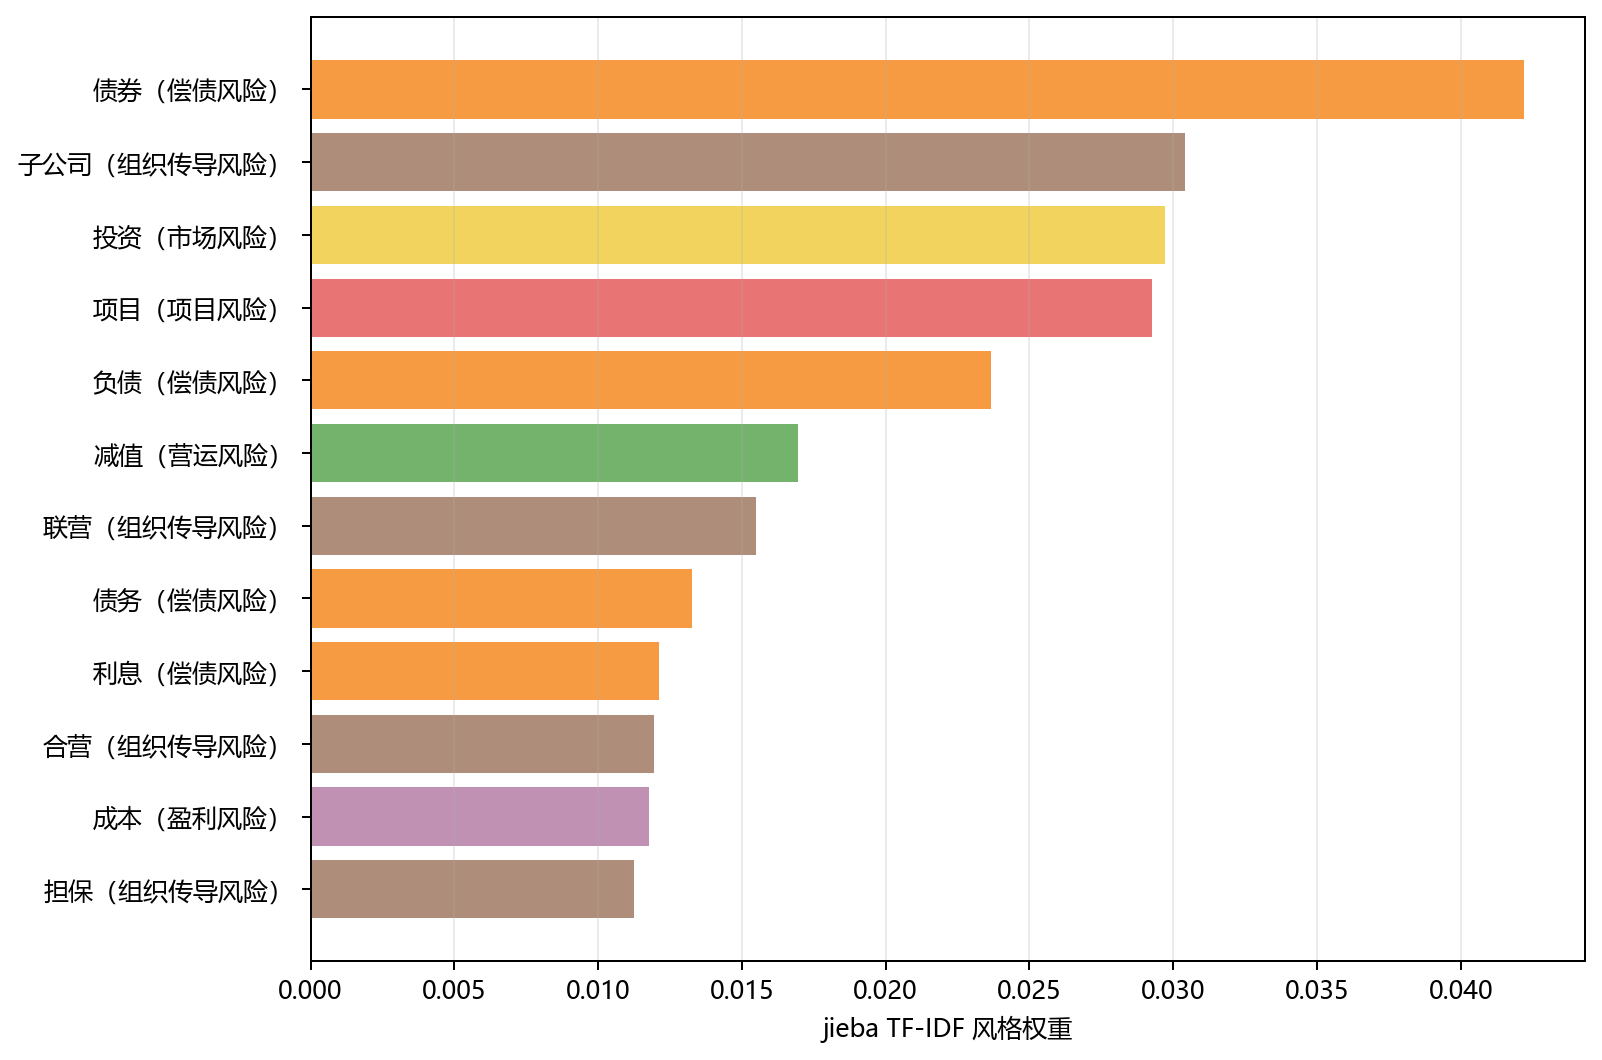 债券（偿债风险）
子公司（组织传导风险）
投资（市场风险）
项目（项目风险）
负债（偿债风险）
减值（营运风险）
联营（组织传导风险）
债务（偿债风险）
利息（偿债风险）
合营（组织传导风险）
成本（盈利风险）
担保（组织传导风险）
0.000 0.005 0.010 0.015 0.020 0.025 0.030 0.035 0.040
jieba TF-IDF 风格权重